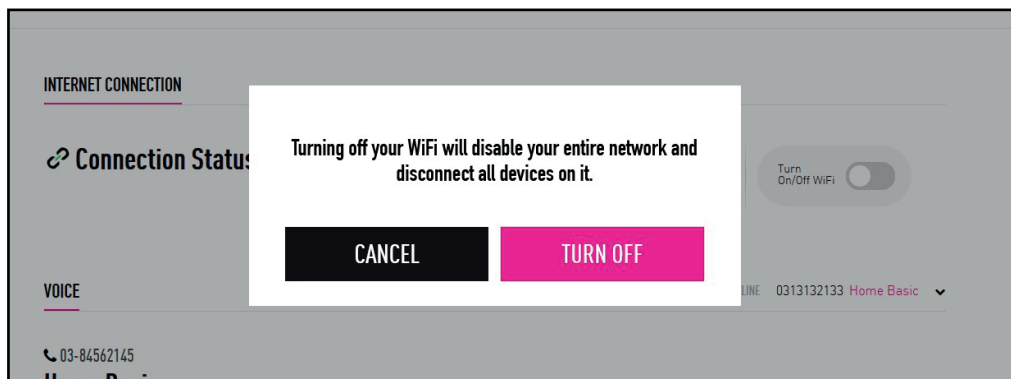 INTERNET CONNECTION
Connection Status
Turning off your WiFi will disable your entire network and
disconnect all devices on it.
Turn
On/Off WiFi
CANCEL
TURN OFF
VOICE
LINE 0313132133 Home Basic
03-84562145